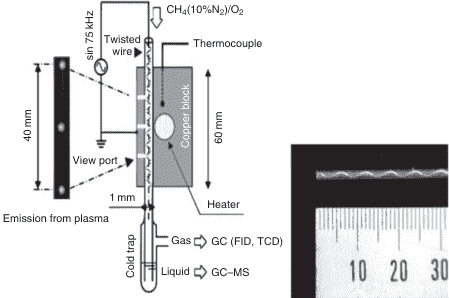 CH4(10%N2)/O2
sin 75 kHz
Twisted
wire
Thermocouple
Copper block
40 mm
60 mm
View port
1 mm
Heater
Emission from plasma
Cold trap
Gas
GC (FID, TCD)
Liquid
GC–MS
10 20 30